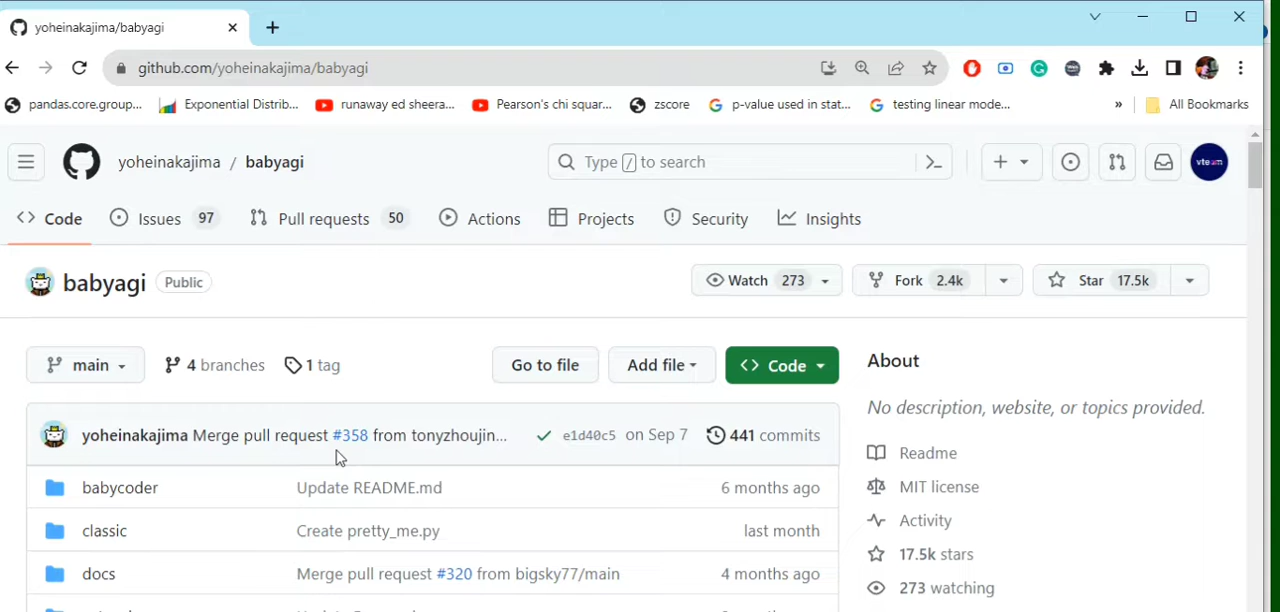 yoheinakajima/babyagi
github.com/yoheinakajima/babyagi
pandas.core.group... Exponential Distrib... runaway ed sheera... Pearson's chi squar... zscore p-value used in stat... testing linear mode... » All Bookmarks
yoheinakajima / babyagi Type / to search vteam
Code Issues 97 Pull requests 50 Actions Projects Security Insights
babyagi Public Watch 273 Fork 2.4k Star 17.5k
main 4 branches 1 tag Go to file Add file Code About
No description, website, or topics provided.
yoheinakajima Merge pull request #358 from tonyzhoujin... e1d40c5 on Sep 7 441 commits
Readme
babycoder Update README.md 6 months ago
MIT license
classic Create pretty_me.py last month
Activity
docs Merge pull request #320 from bigsky77/main 4 months ago
17.5k stars
273 watching